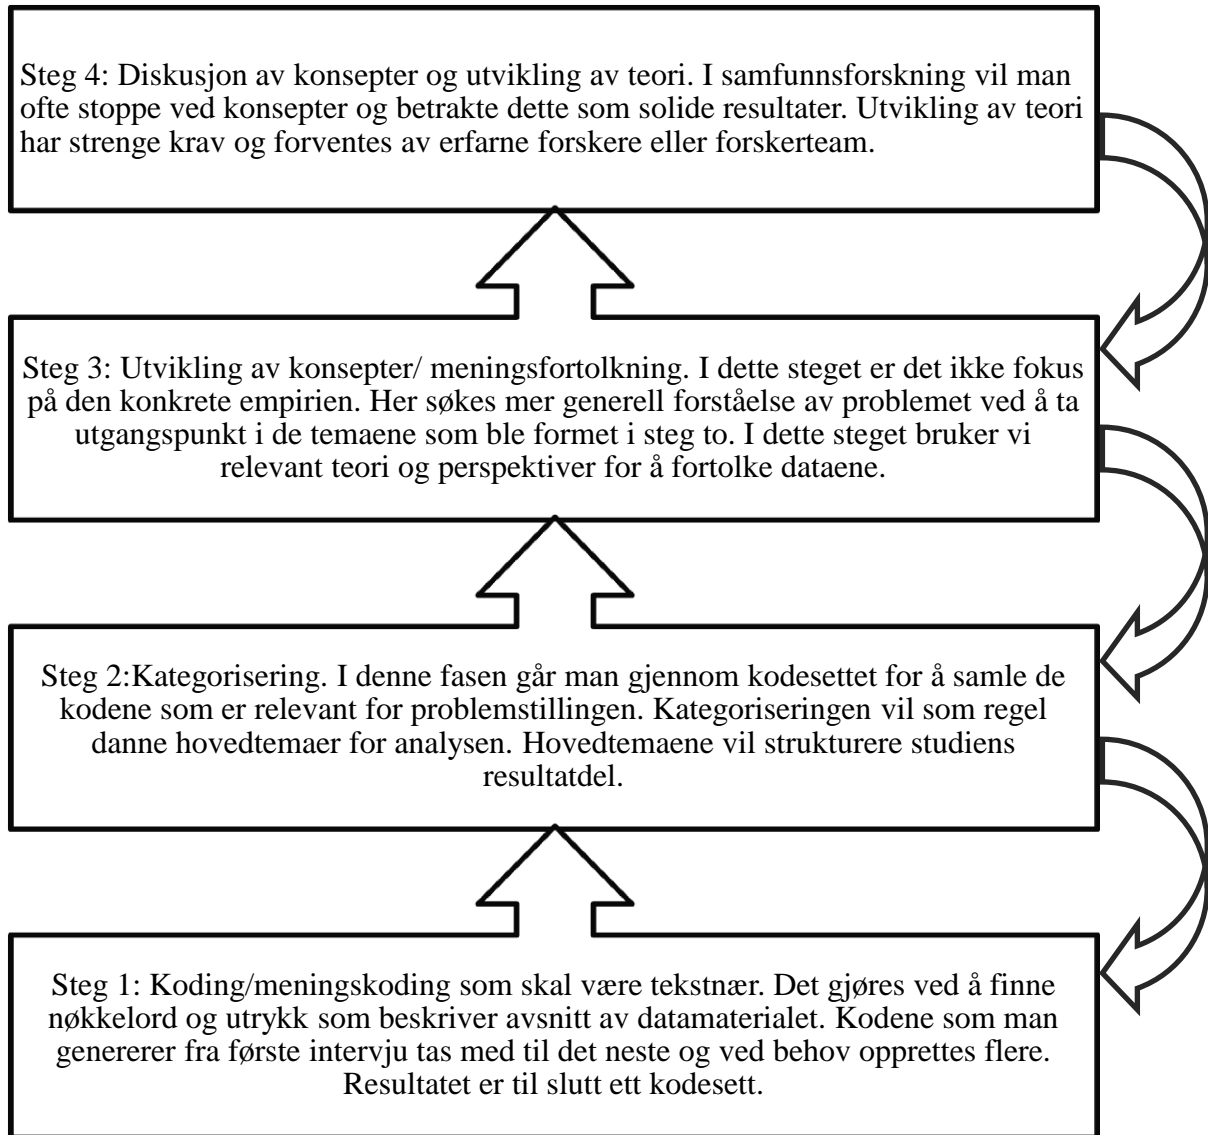 Steg 4: Diskusjon av konsepter og utvikling av teori. I samfunnsforskning vil man
ofte stoppe ved konsepter og betrakte dette som solide resultater. Utvikling av teori
har strenge krav og forventes av erfarne forskere eller forskerteam.
Steg 3: Utvikling av konsepter/ meningsfortolkning. I dette steget er det ikke fokus
på den konkrete empirien. Her søkes mer generell forståelse av problemet ved å ta
utgangspunkt i de temaene som ble formet i steg to. I dette steget bruker vi
relevant teori og perspektiver for å fortolke dataene.
Steg 2:Kategorisering. I denne fasen går man gjennom kodesettet for å samle de
kodene som er relevant for problemstillingen. Kategoriseringen vil som regel
danne hovedtemaer for analysen. Hovedtemaene vil strukturere studiens
resultatdel.
Steg 1: Koding/meningskoding som skal være tekstnær. Det gjøres ved å finne
nøkkelord og utrykk som beskriver avsnitt av datamaterialet. Kodene som man
genererer fra første intervju tas med til det neste og ved behov opprettes flere.
Resultatet er til slutt ett kodesett.